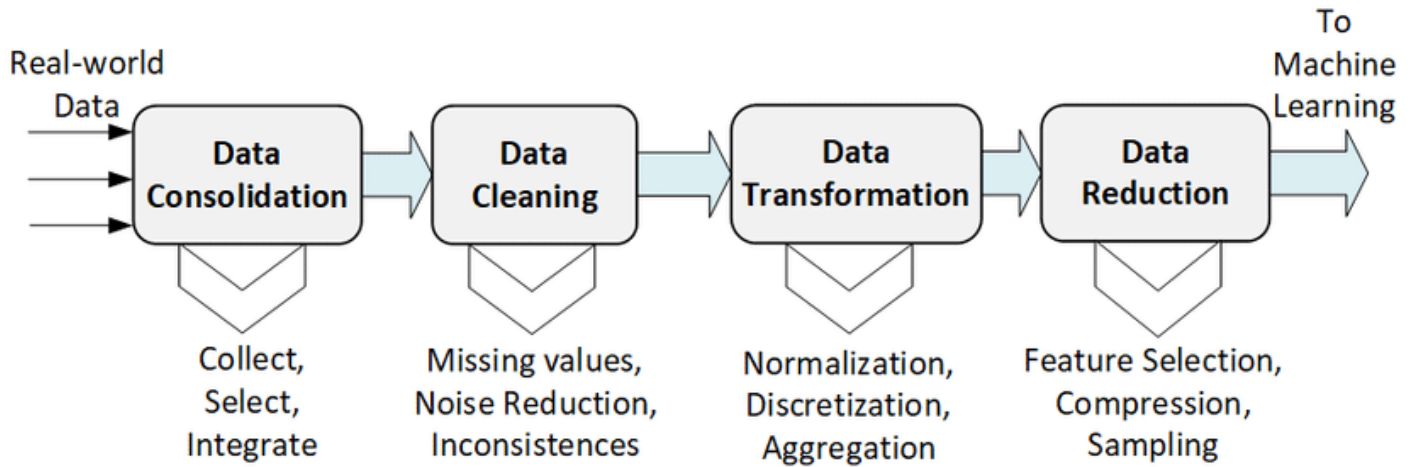 Real-world
Data
To
Machine
Learning
Data
Consolidation
Data
Cleaning
Data
Transformation
Data
Reduction
Collect,
Select,
Integrate
Missing values,
Noise Reduction,
Inconsistences
Normalization,
Discretization,
Aggregation
Feature Selection,
Compression,
Sampling